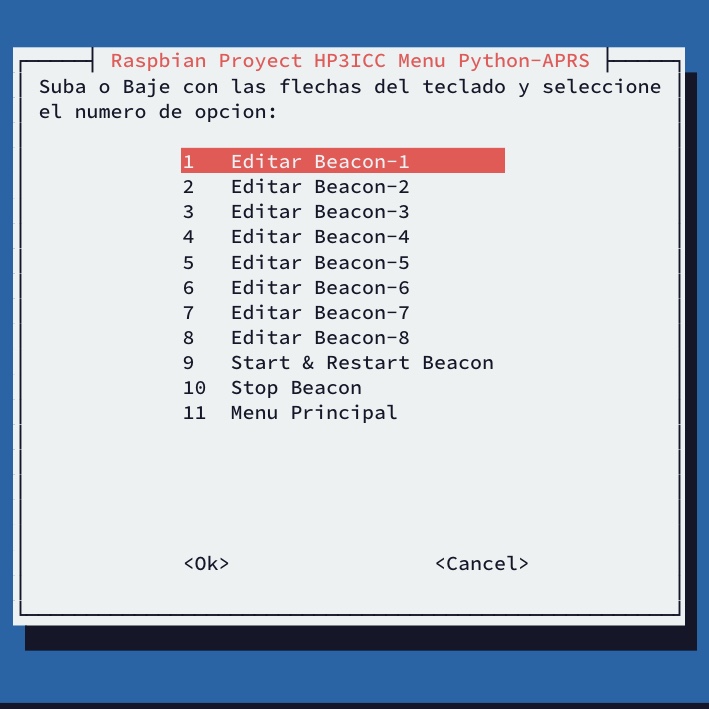 Raspbian Proyect HP3ICC Menu Python-APRS
Suba o Baje con las flechas del teclado y seleccione
el numero de opcion:
1 Editar Beacon-1
2 Editar Beacon-2
3 Editar Beacon-3
4 Editar Beacon-4
5 Editar Beacon-5
6 Editar Beacon-6
7 Editar Beacon-7
8 Editar Beacon-8
9 Start & Restart Beacon
10 Stop Beacon
11 Menu Principal
<Ok> <Cancel>